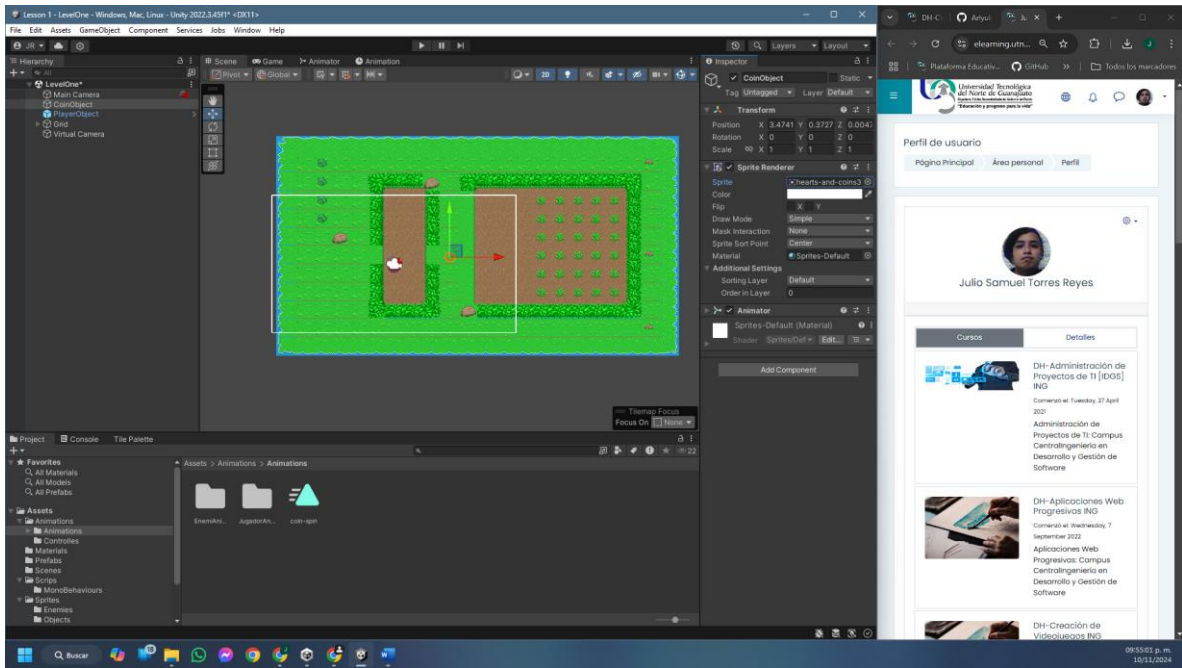 Lesson 1 - LevelOne - Windows, Mac, Linux - Unity 2022.3.45f1* <DX11>
File Edit Assets GameObject Component Services Jobs Window Help
JR
Layers Layout
Hierarchy
All
LevelOne*
Main Camera
CoinObject
PlayerObject
Grid
Virtual Camera
Scene Game Animator Animation
Pivot Global 2D
Tilemap Focus
Focus On None
Inspector
CoinObject Static
Tag Untagged Layer Default
Transform
Position X 3.4741 Y 0.3727 Z 0.0042
Rotation X 0 Y 0 Z 0
Scale X 1 Y 1 Z 1
Sprite Renderer
Sprite hearts-and-coins3
Color
Flip X Y
Draw Mode Simple
Mask Interaction None
Sprite Sort Point Center
Material Sprites-Default
Additional Settings
Sorting Layer Default
Order in Layer 0
Animator
Sprites-Default (Material)
Shader Sprites/Def Edit...
Add Component
Project Console Tile Palette
22
Favorites
All Materials
All Models
All Prefabs
Assets
Animations
Animations
Controlles
Materials
Prefabs
Scenes
Scrips
MonoBehaviours
Sprites
Enemies
Objects
Assets > Animations > Animations
EnemiAni... JugadorAn... coin-spin
DH-C Ariyul
elearning.utn...
Plataforma Educativ... GitHub » Todos los marcadores
Universidad Tecnológica
del Norte de Guanajuato
"Educación y progreso para la vida"
Perfil de usuario
Página Principal Área personal Perfil
Julio Samuel Torres Reyes
Cursos Detalles
DH-Administración de
Proyectos de TI [IDGS]
ING
Comenzó el Tuesday, 27 April
2021
Administración de
Proyectos de TI: Campus
CentralIngeniería en
Desarrollo y Gestión de
Software
DH-Aplicaciones Web
Progresivas ING
Comenzó el Wednesday, 7
September 2022
Aplicaciones Web
Progresivas: Campus
CentralIngeniería en
Desarrollo y Gestión de
Software
DH-Creación de
Videojuegos ING
Buscar
09:55:01 p. m.
10/11/2024